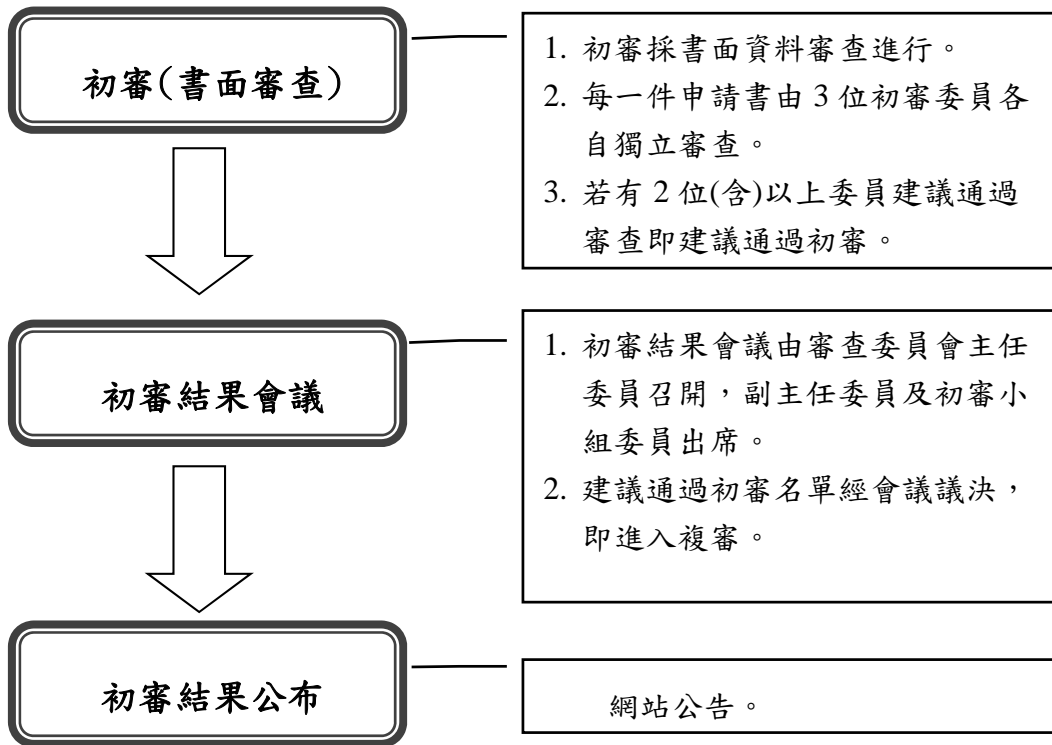 初審(書面審查)
1. 初審採書面資料審查進行。
2. 每一件申請書由 3 位初審委員各
自獨立審查。
3. 若有 2 位(含)以上委員建議通過
審查即建議通過初審。
初審結果會議
1. 初審結果會議由審查委員會主任
委員召開，副主任委員及初審小
組委員出席。
2. 建議通過初審名單經會議議決，
即進入複審。
初審結果公布
網站公告。